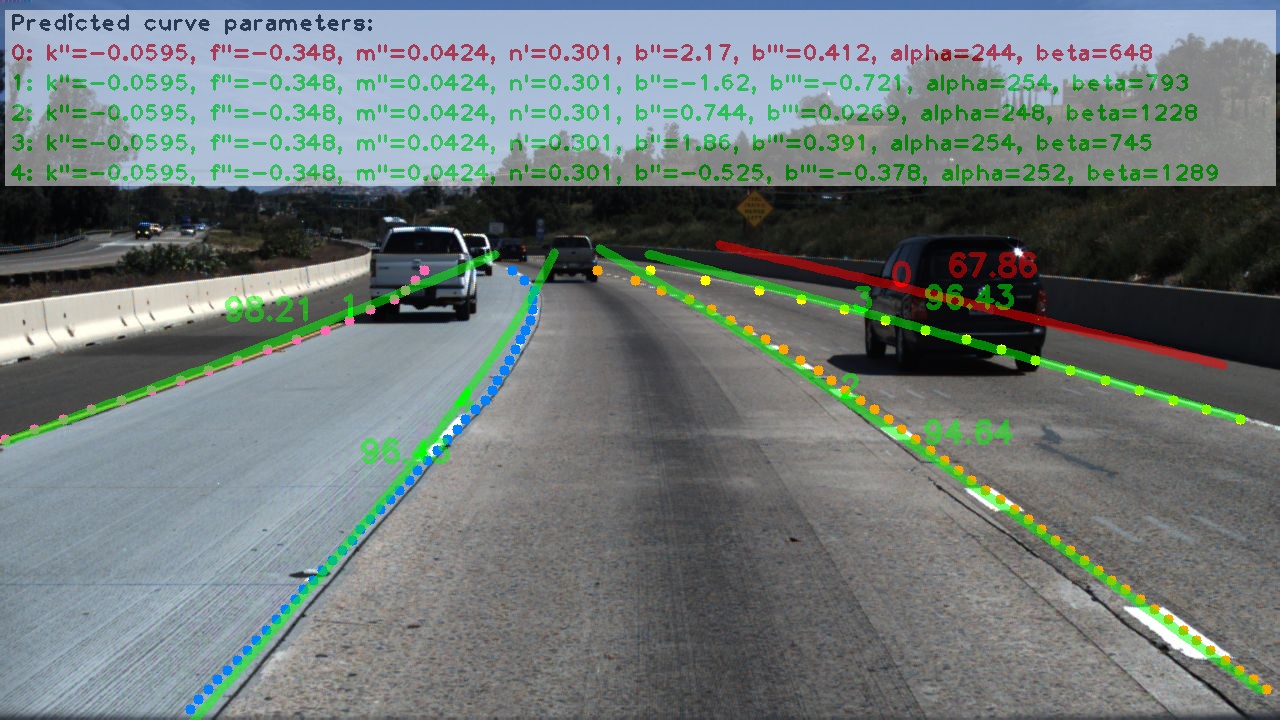 Predicted curve parameters:
0: k''=-0.0595, f''=-0.348, m''=0.0424, n'=0.301, b''=2.17, b'''=0.412, alpha=244, beta=648
1: k''=-0.0595, f''=-0.348, m''=0.0424, n'=0.301, b''=-1.62, b'''=-0.721, alpha=254, beta=793
2: k''=-0.0595, f''=-0.348, m''=0.0424, n'=0.301, b''=0.744, b'''=0.0269, alpha=248, beta=1228
3: k''=-0.0595, f''=-0.348, m''=0.0424, n'=0.301, b''=1.86, b'''=0.391, alpha=254, beta=745
4: k''=-0.0595, f''=-0.348, m''=0.0424, n'=0.301, b''=-0.525, b'''=-0.378, alpha=252, beta=1289
0 67.86
98.21 1
3 96.43
2
94.64